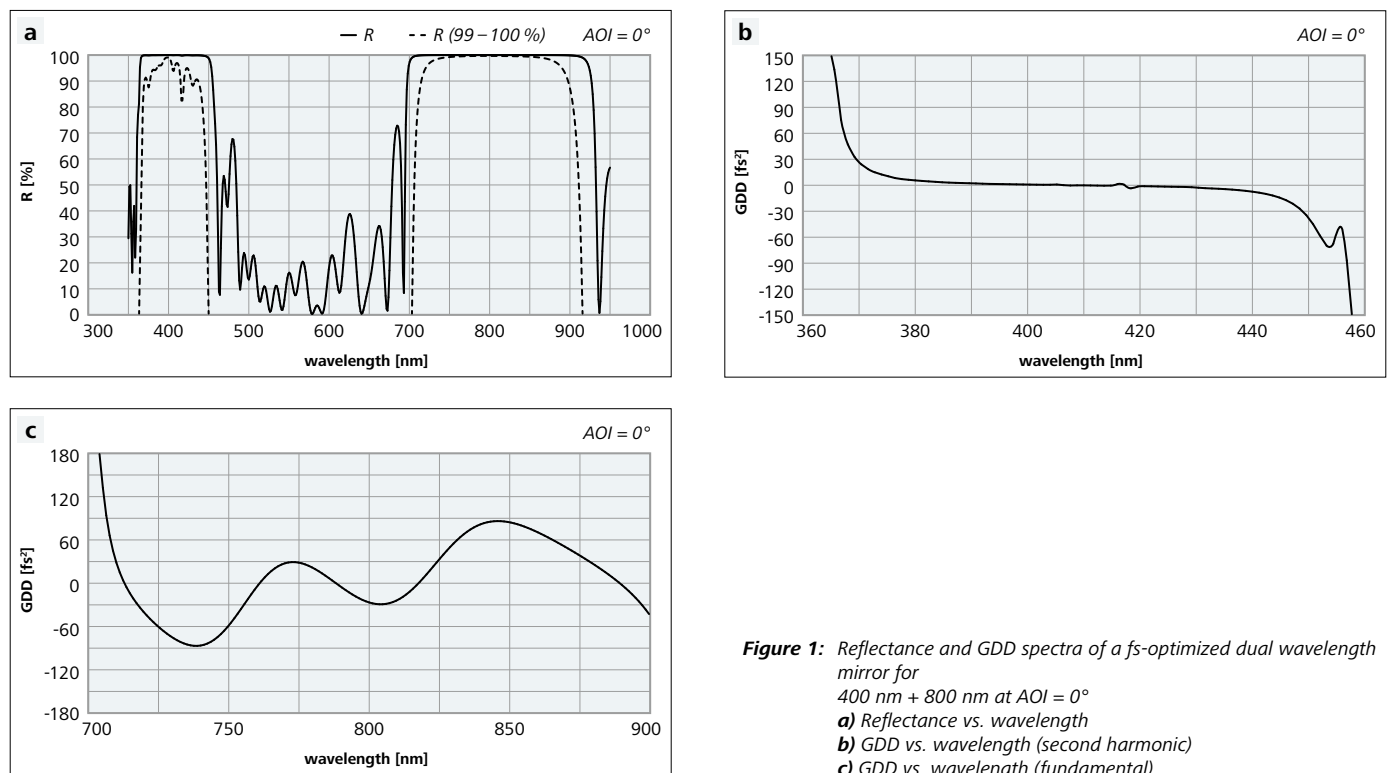 a
R R (99 – 100 %) AOI = 0°
100
90
80
70
60
50
40
30
20
10
0
R [%]
300 400 500 600 700 800 900 1000
wavelength [nm]
b
AOI = 0°
150
120
90
60
30
0
-30
-60
-90
-120
-150
GDD [fs²]
360 380 400 420 440 460
wavelength [nm]
c
AOI = 0°
180
120
60
0
-60
-120
-180
GDD [fs²]
700 750 800 850 900
wavelength [nm]
Figure 1: Reflectance and GDD spectra of a fs-optimized dual wavelength
mirror for
400 nm + 800 nm at AOI = 0°
a) Reflectance vs. wavelength
b) GDD vs. wavelength (second harmonic)
c) GDD vs. wavelength (fundamental)